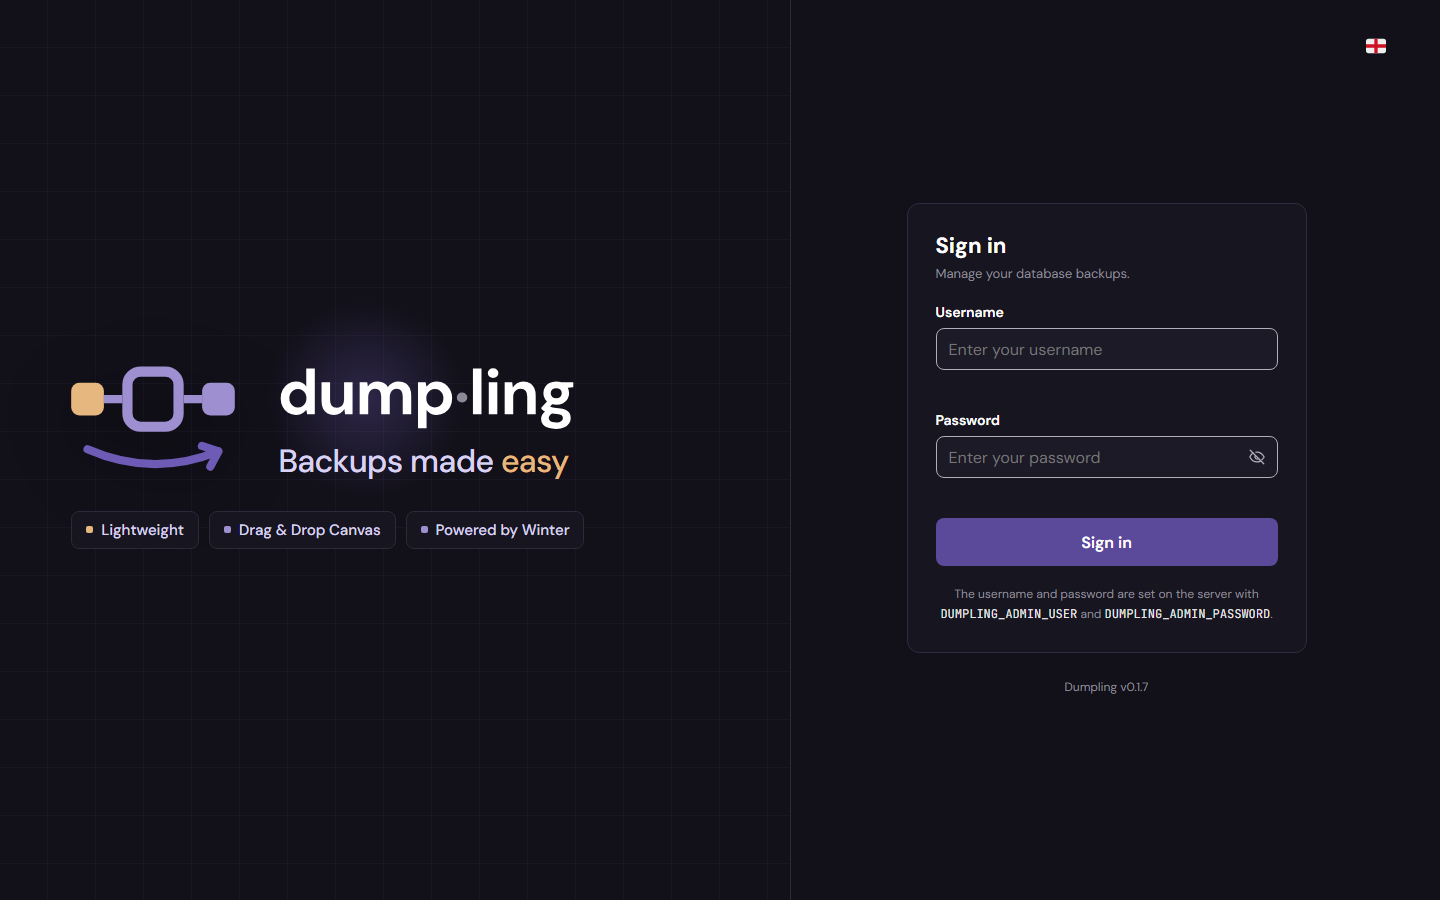 dump·ling
Backups made easy
Lightweight
Drag & Drop Canvas
Powered by Winter
Sign in
Manage your database backups.
Username
Enter your username
Password
Enter your password
Sign in
The username and password are set on the server with
DUMPLING_ADMIN_USER and DUMPLING_ADMIN_PASSWORD.
Dumpling v0.1.7